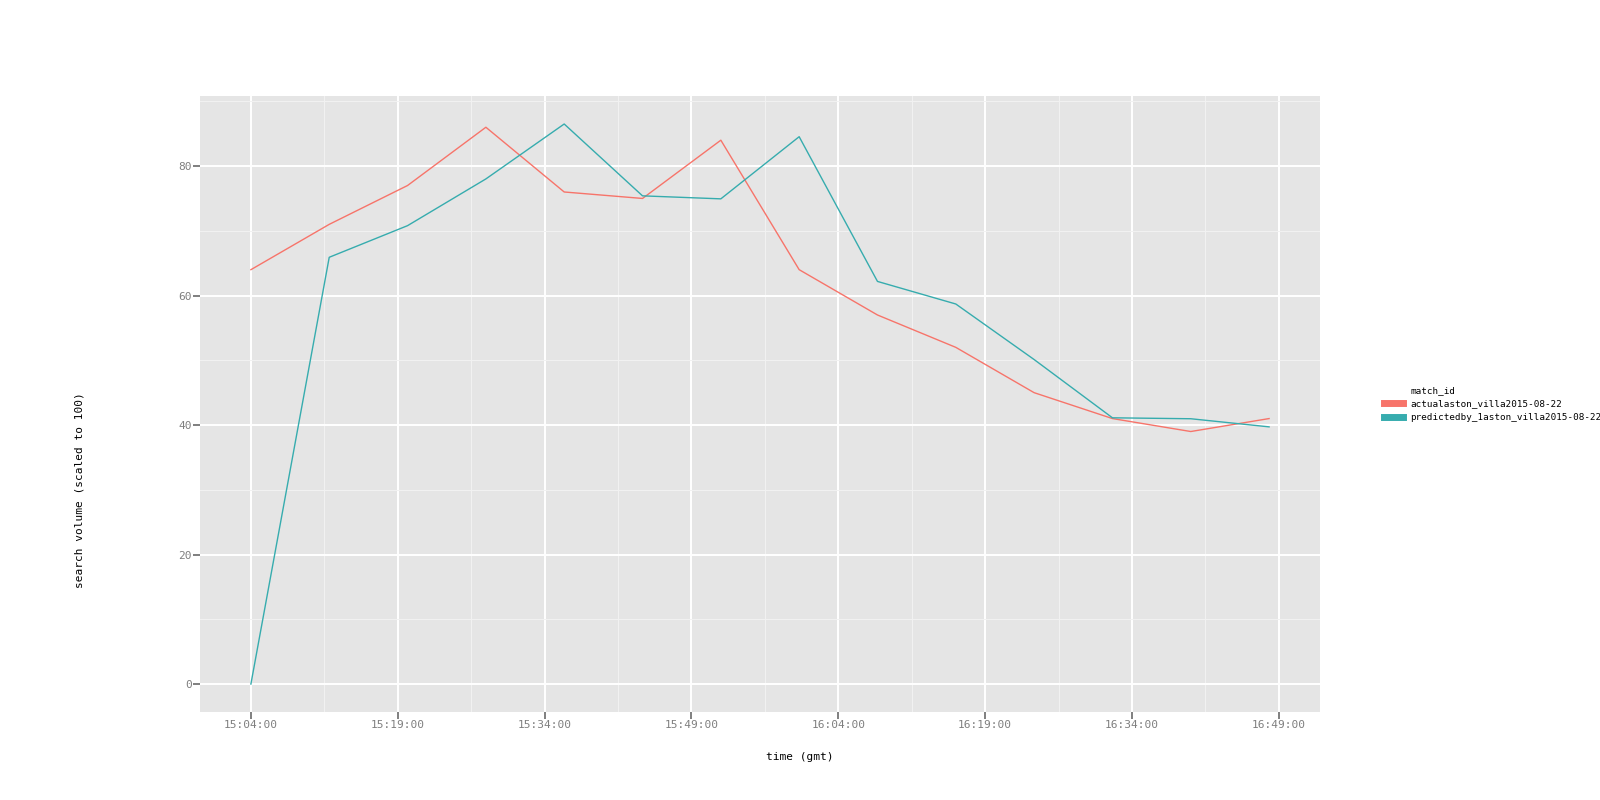 80
60
40
20
0
15:04:00 15:19:00 15:34:00 15:49:00 16:04:00 16:19:00 16:34:00 16:49:00
time (gmt)
search volume (scaled to 100)
match_id
actualaston_villa2015-08-22
predictedby_1aston_villa2015-08-22